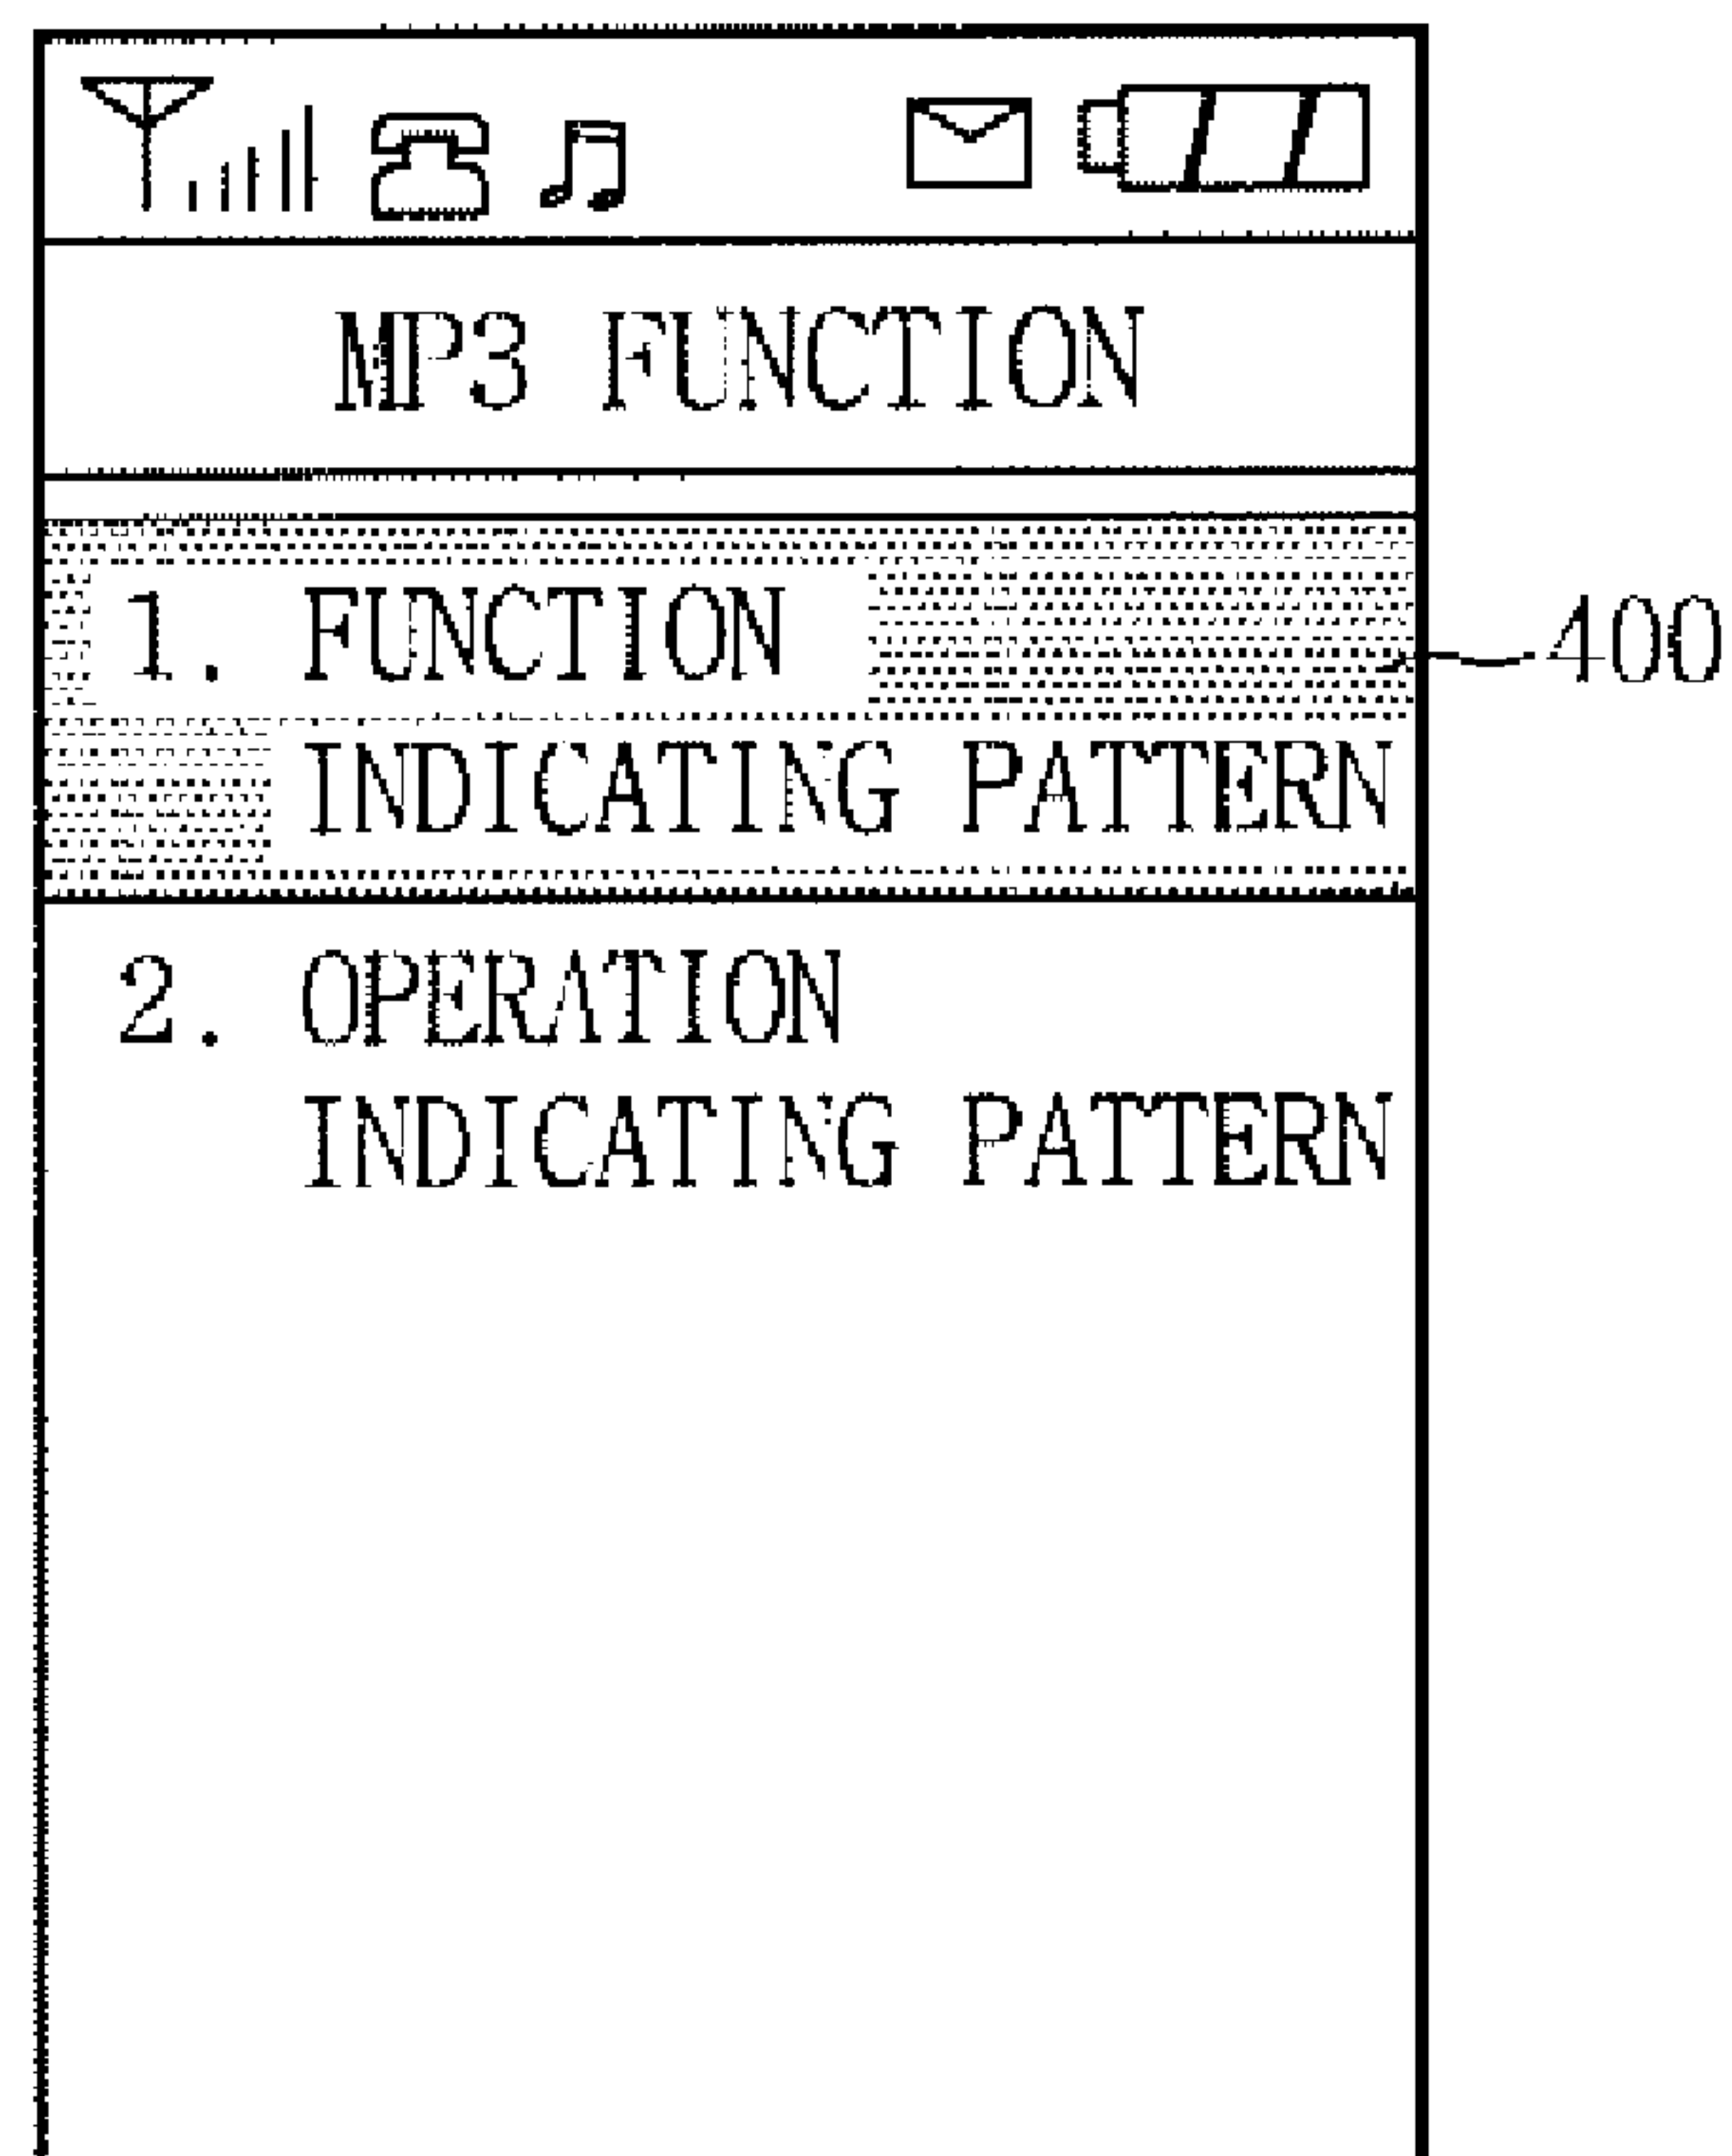 MP3 FUNCTION
1. FUNCTION
INDICATING PATTERN
400
2. OPERATION
INDICATING PATTERN